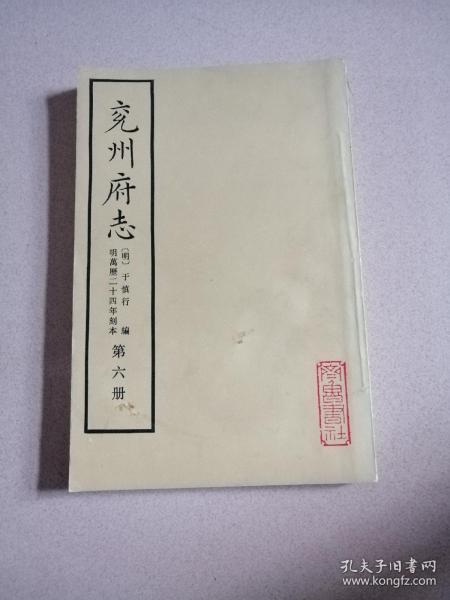 兗州府志
〔明〕于慎行 編
明萬曆二十四年刻本
第六册
齊魯書社
孔夫子旧书网
www.kongfz.com